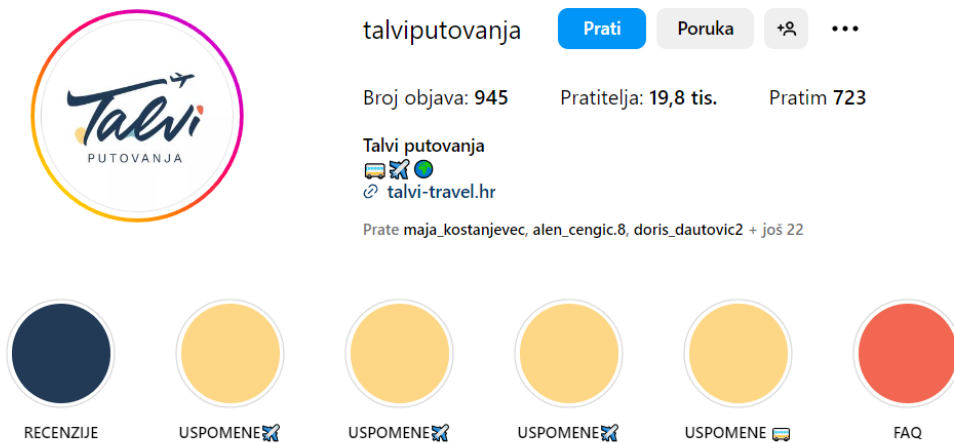 Talvi
PUTOVANJA
talviputovanja Prati Poruka
Broj objava: 945 Pratitelja: 19,8 tis. Pratim 723
Talvi putovanja
🚌✈️🌍
talvi-travel.hr
Prate maja_kostanjevec, alen_cengic.8, doris_dautovic2 + još 22
RECENZIJE USPOMENE✈️ USPOMENE✈️ USPOMENE✈️ USPOMENE 🚌 FAQ